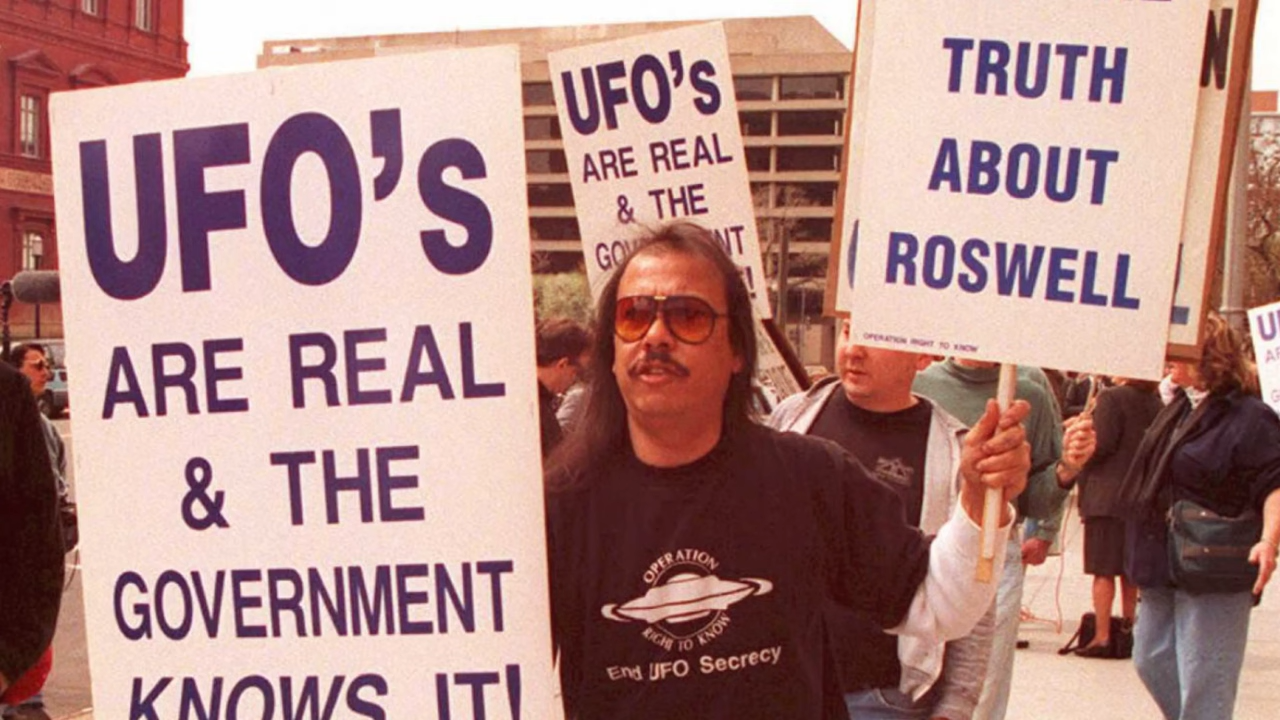 UFO's
ARE REAL
& THE
GOVERNMENT
KNOWS IT!
UFO's
ARE REAL
& THE
TRUTH
ABOUT
ROSWELL
OPERATION RIGHT TO KNOW
OPERATION
RIGHT TO KNOW
End UFO Secrecy